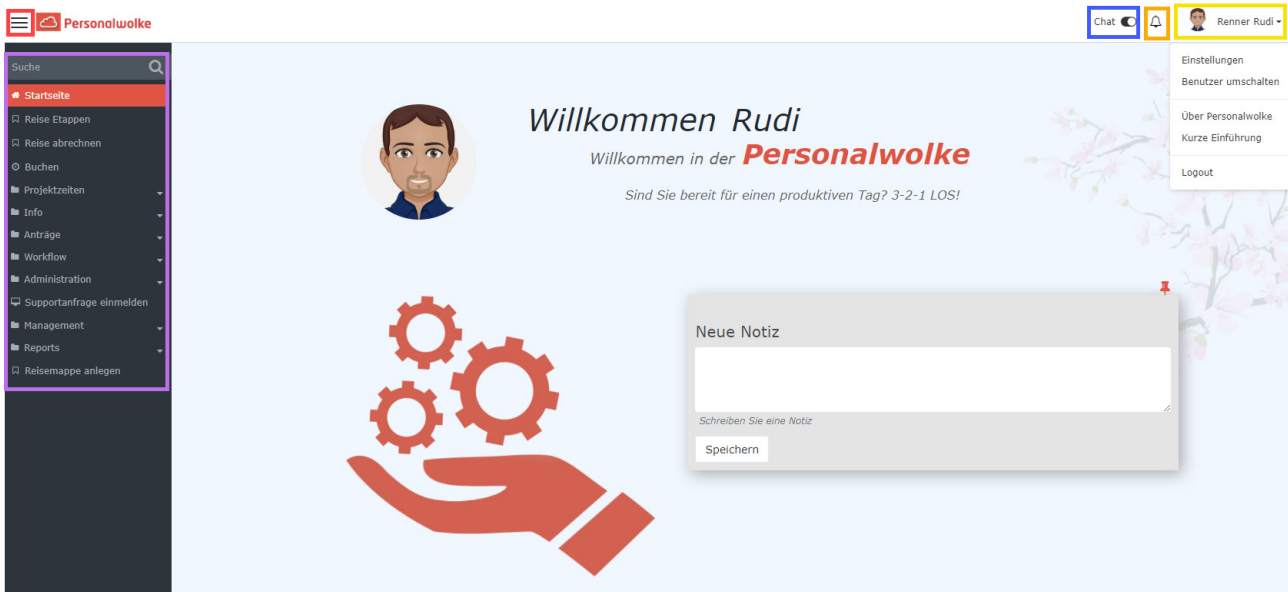 Personalwolke
Chat
Renner Rudi
Suche
Startseite
Reise Etappen
Reise abrechnen
Buchen
Projektzeiten
Info
Anträge
Workflow
Administration
Supportanfrage einmelden
Management
Reports
Reisemappe anlegen
Einstellungen
Benutzer umschalten
Über Personalwolke
Kurze Einführung
Logout
Willkommen Rudi
Willkommen in der Personalwolke
Sind Sie bereit für einen produktiven Tag? 3-2-1 LOS!
Neue Notiz
Schreiben Sie eine Notiz
Speichern